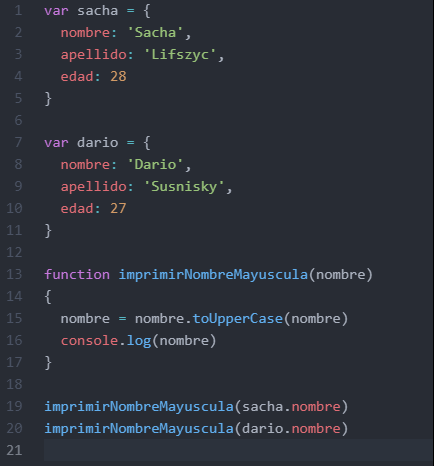 1 var sacha = {
2   nombre: 'Sacha',
3   apellido: 'Lifszyc',
4   edad: 28
5 }
6
7 var dario = {
8   nombre: 'Dario',
9   apellido: 'Susnisky',
10   edad: 27
11 }
12
13 function imprimirNombreMayuscula(nombre)
14 {
15   nombre = nombre.toUpperCase(nombre)
16   console.log(nombre)
17 }
18
19 imprimirNombreMayuscula(sacha.nombre)
20 imprimirNombreMayuscula(dario.nombre)
21